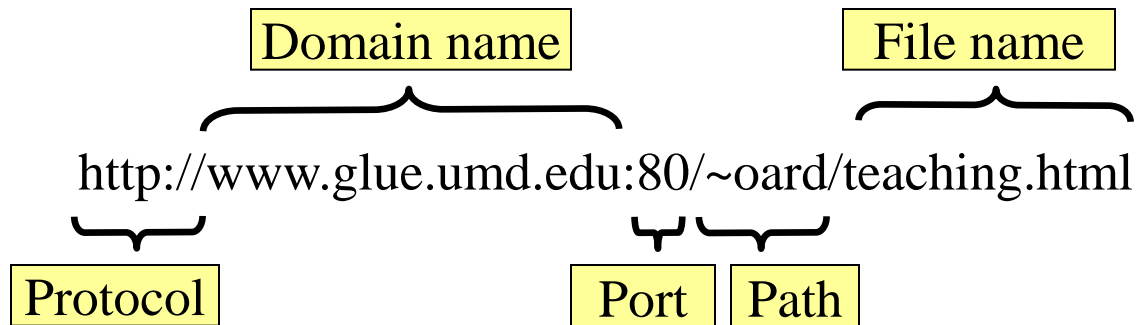 Domain name File name
http://www.glue.umd.edu:80/~oard/teaching.html
Protocol Port Path